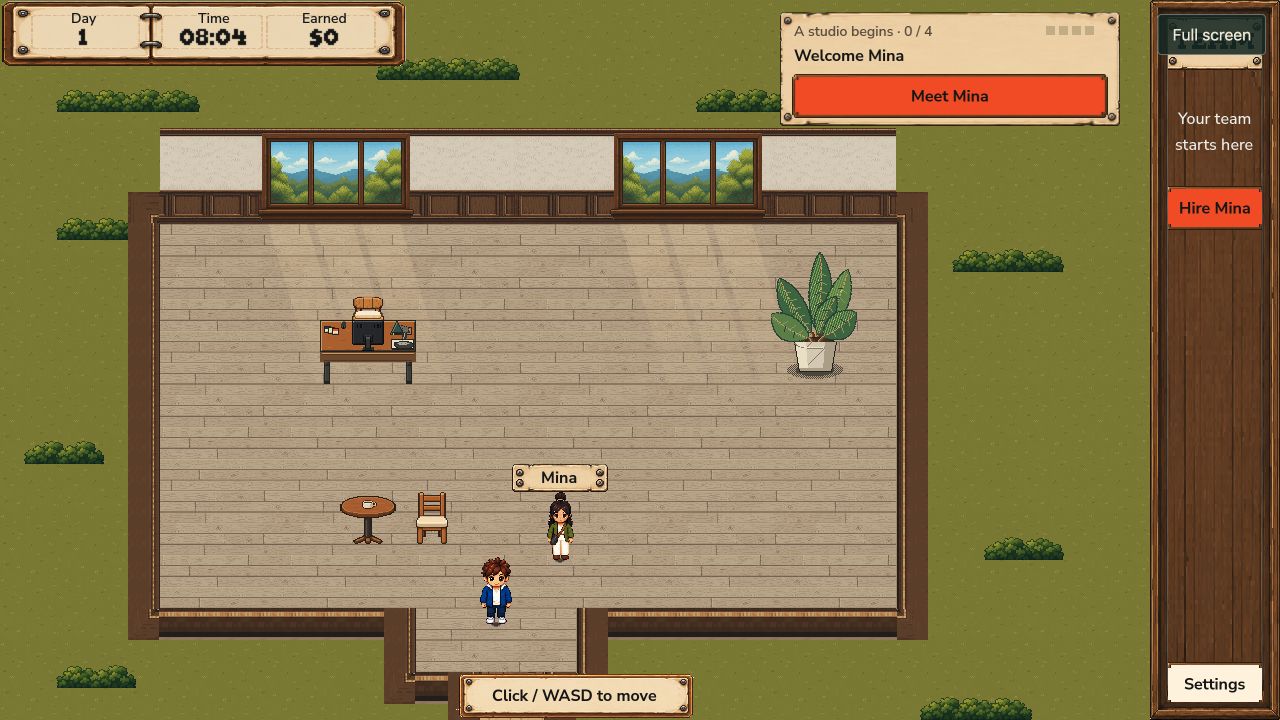 Day
1
Time
08:04
Earned
$0
A studio begins · 0 / 4
Welcome Mina
Meet Mina
Full screen
Your team
starts here
Hire Mina
Mina
Click / WASD to move
Settings